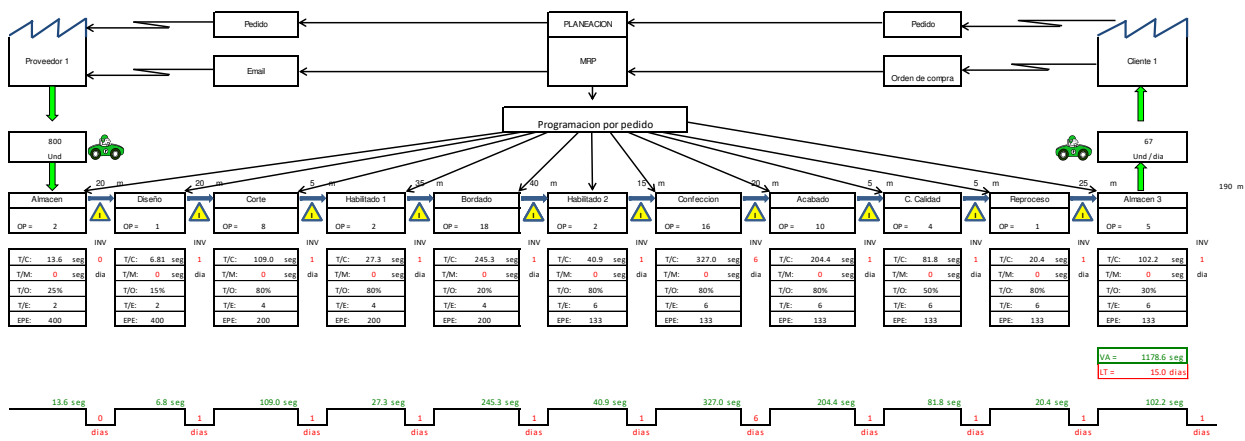 Pedido PLANEACION Pedido
Proveedor 1 Email MRP Orden de compra Cliente 1
Programacion por pedido
800 67
Und Und / dia
20 m 20 m 5 m 35 m 40 m 15 m 20 m 5 m 5 m 25 m 190 m
Almacen Diseño Corte Habilitado 1 Bordado Habilitado 2 Confeccion Acabado C. Calidad Reproceso Almacen 3
OP = 2 OP = 1 OP = 8 OP = 2 OP = 18 OP = 2 OP = 16 OP = 10 OP = 4 OP = 1 OP = 5
INV INV INV INV INV INV INV INV INV INV INV
T/C: 13.6 seg 0 T/C: 6.81 seg 1 T/C: 109.0 seg 1 T/C: 27.3 seg 1 T/C: 245.3 seg 1 T/C: 40.9 seg 1 T/C: 327.0 seg 6 T/C: 204.4 seg 1 T/C: 81.8 seg 1 T/C: 20.4 seg 1 T/C: 102.2 seg 1
T/M: 0 seg dia T/M: 0 seg dia T/M: 0 seg dia T/M: 0 seg dia T/M: 0 seg dia T/M: 0 seg dia T/M: 0 seg dia T/M: 0 seg dia T/M: 0 seg dia T/M: 0 seg dia T/M: 0 seg dia
T/O: 25% T/O: 15% T/O: 80% T/O: 80% T/O: 20% T/O: 80% T/O: 80% T/O: 80% T/O: 50% T/O: 80% T/O: 30%
T/E: 2 T/E: 2 T/E: 4 T/E: 4 T/E: 4 T/E: 6 T/E: 6 T/E: 6 T/E: 6 T/E: 6 T/E: 6
EPE: 400 EPE: 400 EPE: 200 EPE: 200 EPE: 200 EPE: 133 EPE: 133 EPE: 133 EPE: 133 EPE: 133 EPE: 133
VA = 1178.6 seg
LT = 15.0 dias
13.6 seg 6.8 seg 109.0 seg 27.3 seg 245.3 seg 40.9 seg 327.0 seg 204.4 seg 81.8 seg 20.4 seg 102.2 seg
0 1 1 1 1 1 6 1 1 1 1
dias dias dias dias dias dias dias dias dias dias dias